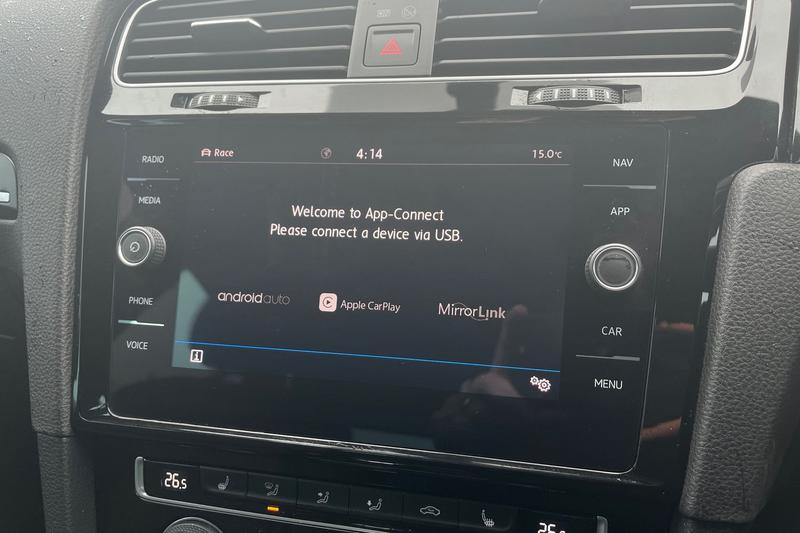 RADIO
MEDIA
PHONE
VOICE
Race
4:14
15.0°C
Welcome to App-Connect
Please connect a device via USB.
androidauto
Apple CarPlay
MirrorLink
i
NAV
APP
CAR
MENU
26.5
26.5